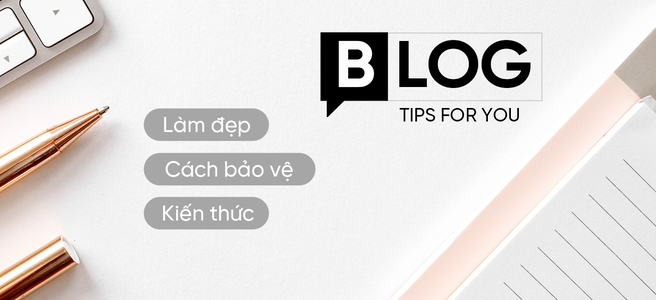 BLOG
TIPS FOR YOU
Làm đẹp
Cách bảo vệ
Kiến thức